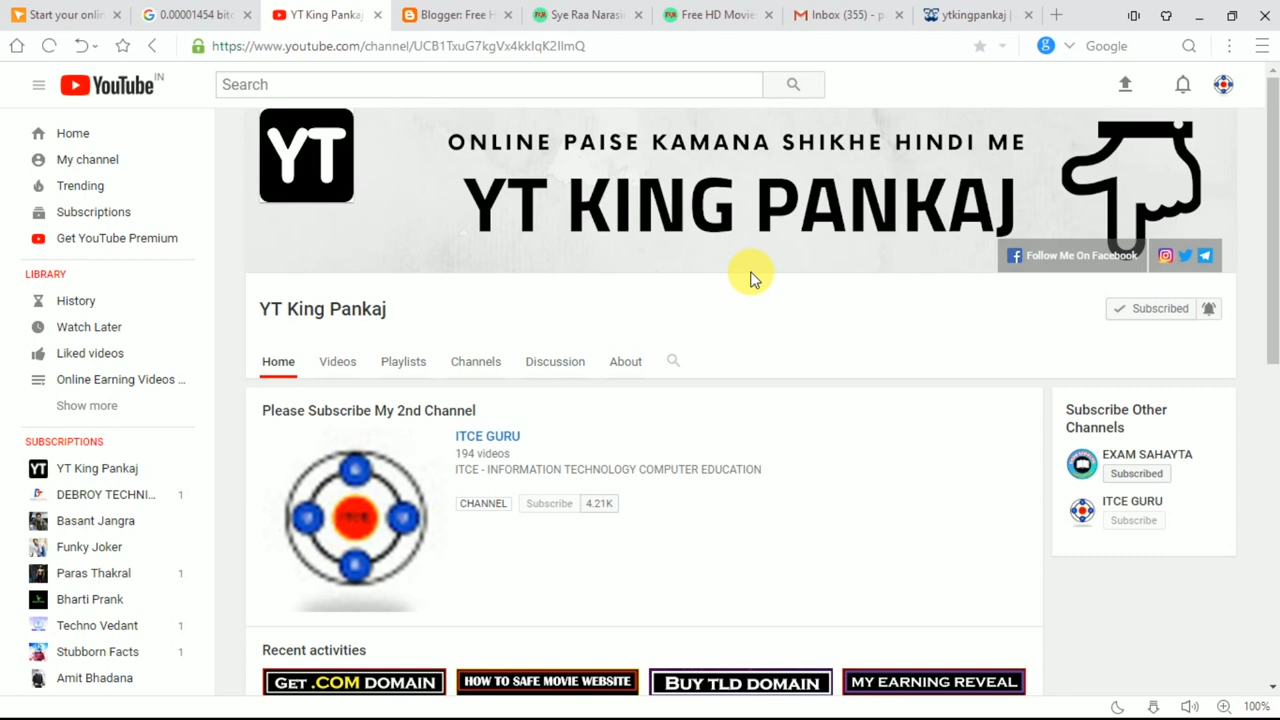 Start your onlin
0.00001454 bitc
YT King Pankaj
Blogger: Free H
Sye Raa Narasi
Free HD Movie
Inbox (355) - p
ytkingpankaj |
https://www.youtube.com/channel/UCB1TxuG7kgVx4kkIqK2IlmQ
Google
YouTube IN
Search
Home
My channel
Trending
Subscriptions
Get YouTube Premium
LIBRARY
History
Watch Later
Liked videos
Online Earning Videos ...
Show more
SUBSCRIPTIONS
YT King Pankaj
DEBROY TECHNI... 1
Basant Jangra
Funky Joker
Paras Thakral 1
Bharti Prank
Techno Vedant 1
Stubborn Facts 1
Amit Bhadana
YT
ONLINE PAISE KAMANA SHIKHE HINDI ME
YT KING PANKAJ
Follow Me On Facebook
YT King Pankaj
Subscribed
Home Videos Playlists Channels Discussion About
Please Subscribe My 2nd Channel
ITCE GURU
194 videos
ITCE - INFORMATION TECHNOLOGY COMPUTER EDUCATION
CHANNEL Subscribe 4.21K
Recent activities
GET .COM DOMAIN
HOW TO SAFE MOVIE WEBSITE
BUY TLD DOMAIN
MY EARNING REVEAL
Subscribe Other
Channels
EXAM SAHAYTA
Subscribed
ITCE GURU
Subscribe
100%